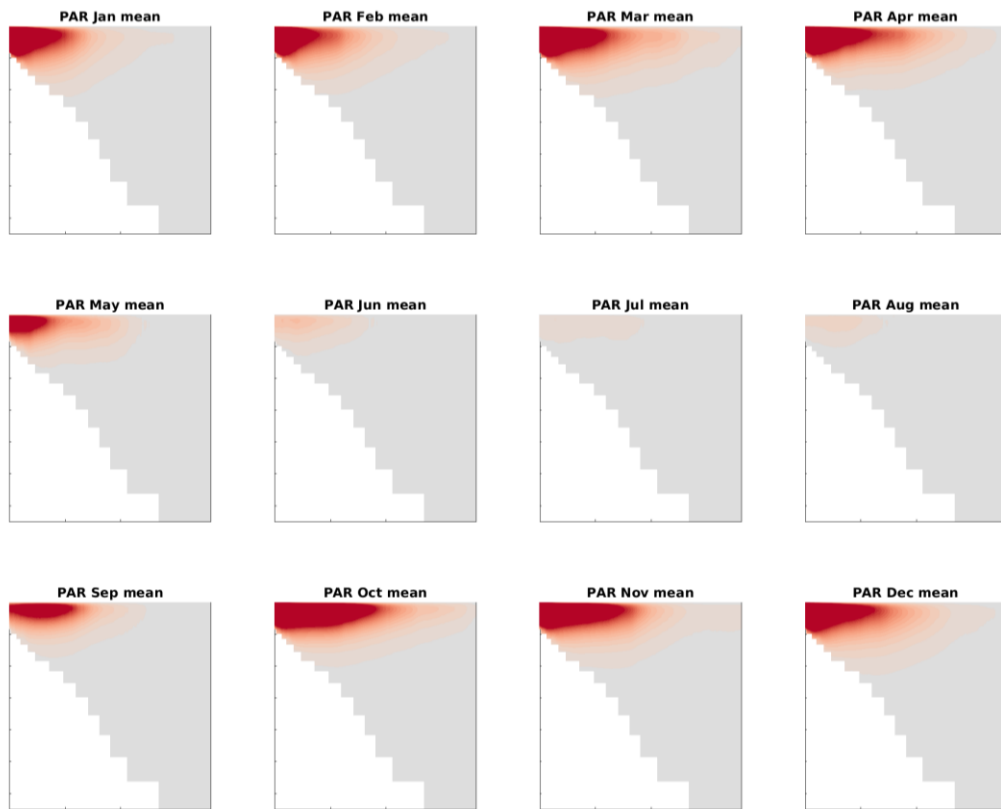 PAR Jan mean
PAR Feb mean
PAR Mar mean
PAR Apr mean
PAR May mean
PAR Jun mean
PAR Jul mean
PAR Aug mean
PAR Sep mean
PAR Oct mean
PAR Nov mean
PAR Dec mean